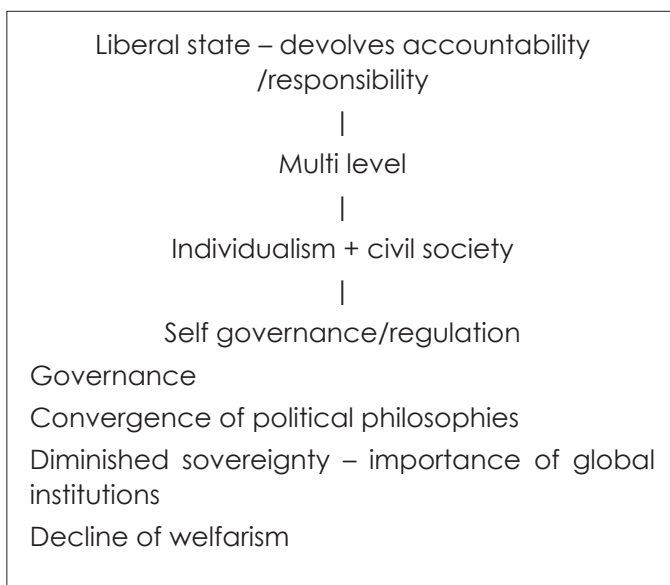 Liberal state – devolves accountability
/responsibility
|
Multi level
|
Individualism + civil society
|
Self governance/regulation
Governance
Convergence of political philosophies
Diminished sovereignty – importance of global
institutions
Decline of welfarism